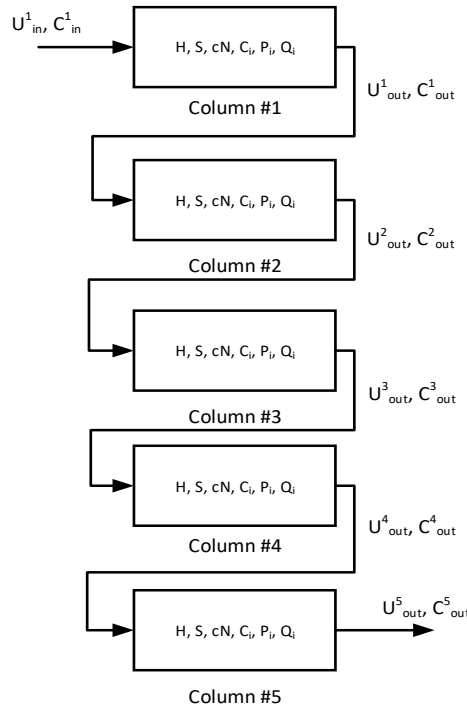 U¹ᵢₙ, C¹ᵢₙ
H, S, cN, Cᵢ, Pᵢ, Qᵢ
Column #1
U¹ₒᵤₜ, C¹ₒᵤₜ
H, S, cN, Cᵢ, Pᵢ, Qᵢ
Column #2
U²ₒᵤₜ, C²ₒᵤₜ
H, S, cN, Cᵢ, Pᵢ, Qᵢ
Column #3
U³ₒᵤₜ, C³ₒᵤₜ
H, S, cN, Cᵢ, Pᵢ, Qᵢ
Column #4
U⁴ₒᵤₜ, C⁴ₒᵤₜ
H, S, cN, Cᵢ, Pᵢ, Qᵢ
U⁵ₒᵤₜ, C⁵ₒᵤₜ
Column #5